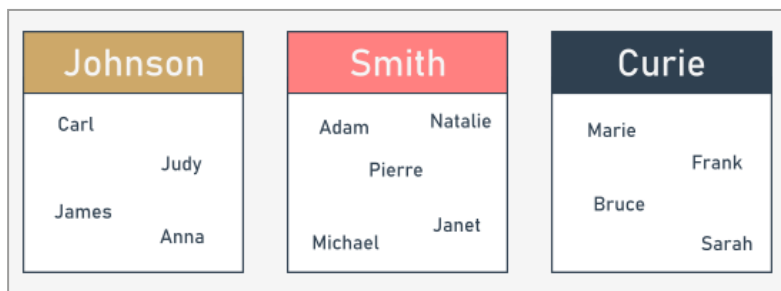 Johnson
Carl
Judy
James
Anna
Smith
Adam
Natalie
Pierre
Janet
Michael
Curie
Marie
Frank
Bruce
Sarah